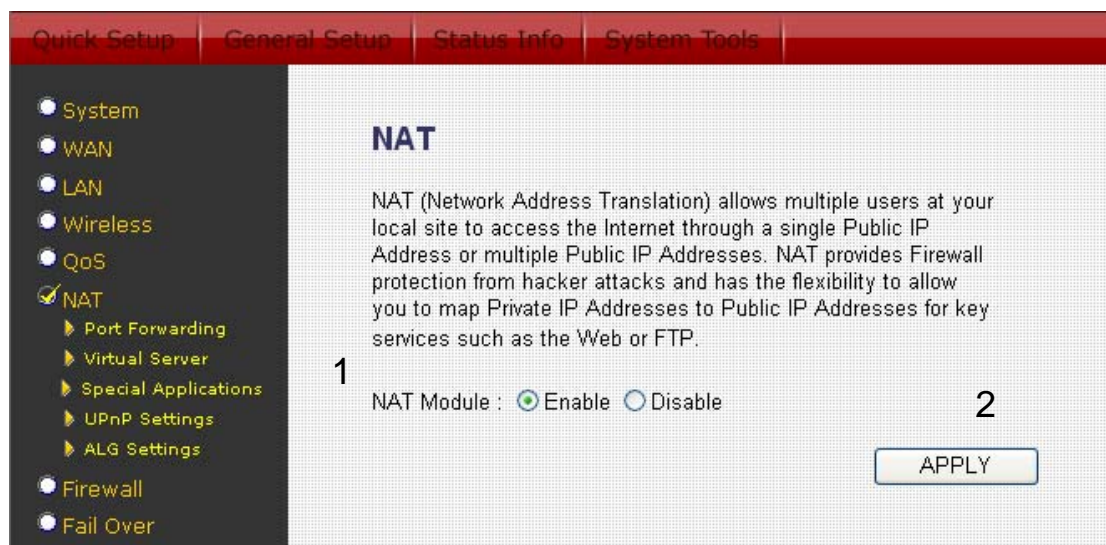 Quick Setup General Setup Status Info System Tools
System
WAN
LAN
Wireless
QoS
NAT
Port Forwarding
Virtual Server
Special Applications
UPnP Settings
ALG Settings
Firewall
Fail Over
NAT
NAT (Network Address Translation) allows multiple users at your
local site to access the Internet through a single Public IP
Address or multiple Public IP Addresses. NAT provides Firewall
protection from hacker attacks and has the flexibility to allow
you to map Private IP Addresses to Public IP Addresses for key
services such as the Web or FTP.
1
NAT Module : Enable Disable
2
APPLY